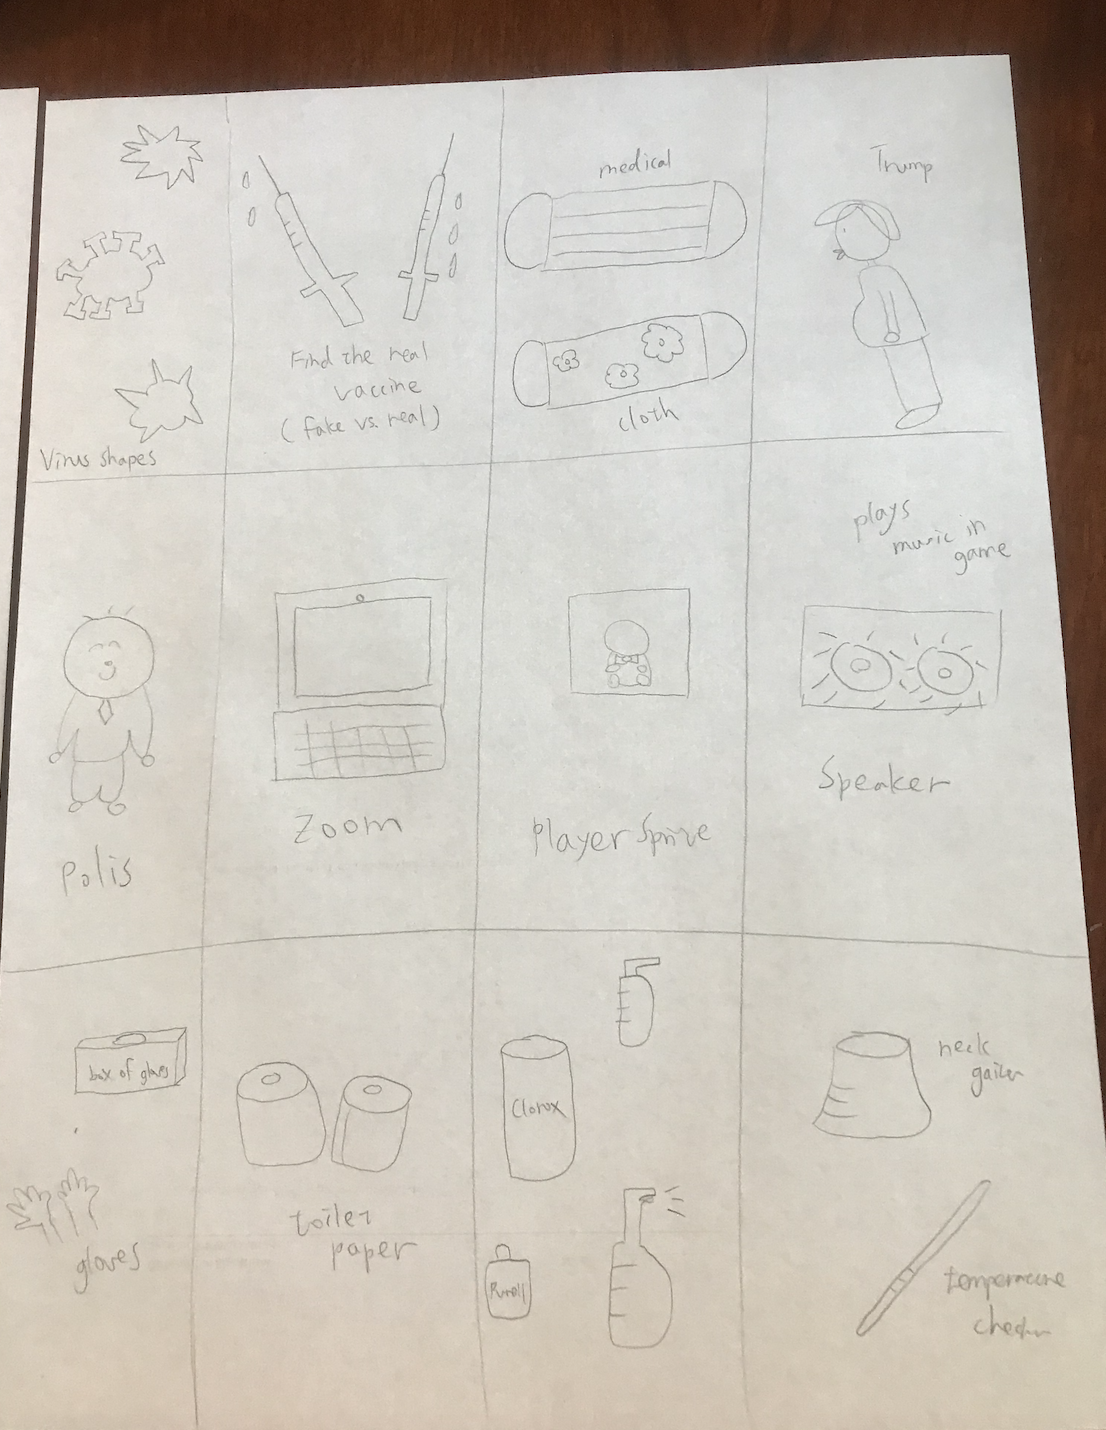 Virus shapes
Find the real
vaccine
(fake vs. real)
medical
cloth
Trump
Polis
Zoom
Player Sprite
plays
music in
game
Speaker
box of gloves
gloves
toilet
paper
Clorox
Purell
neck
gaiter
temperature
checker